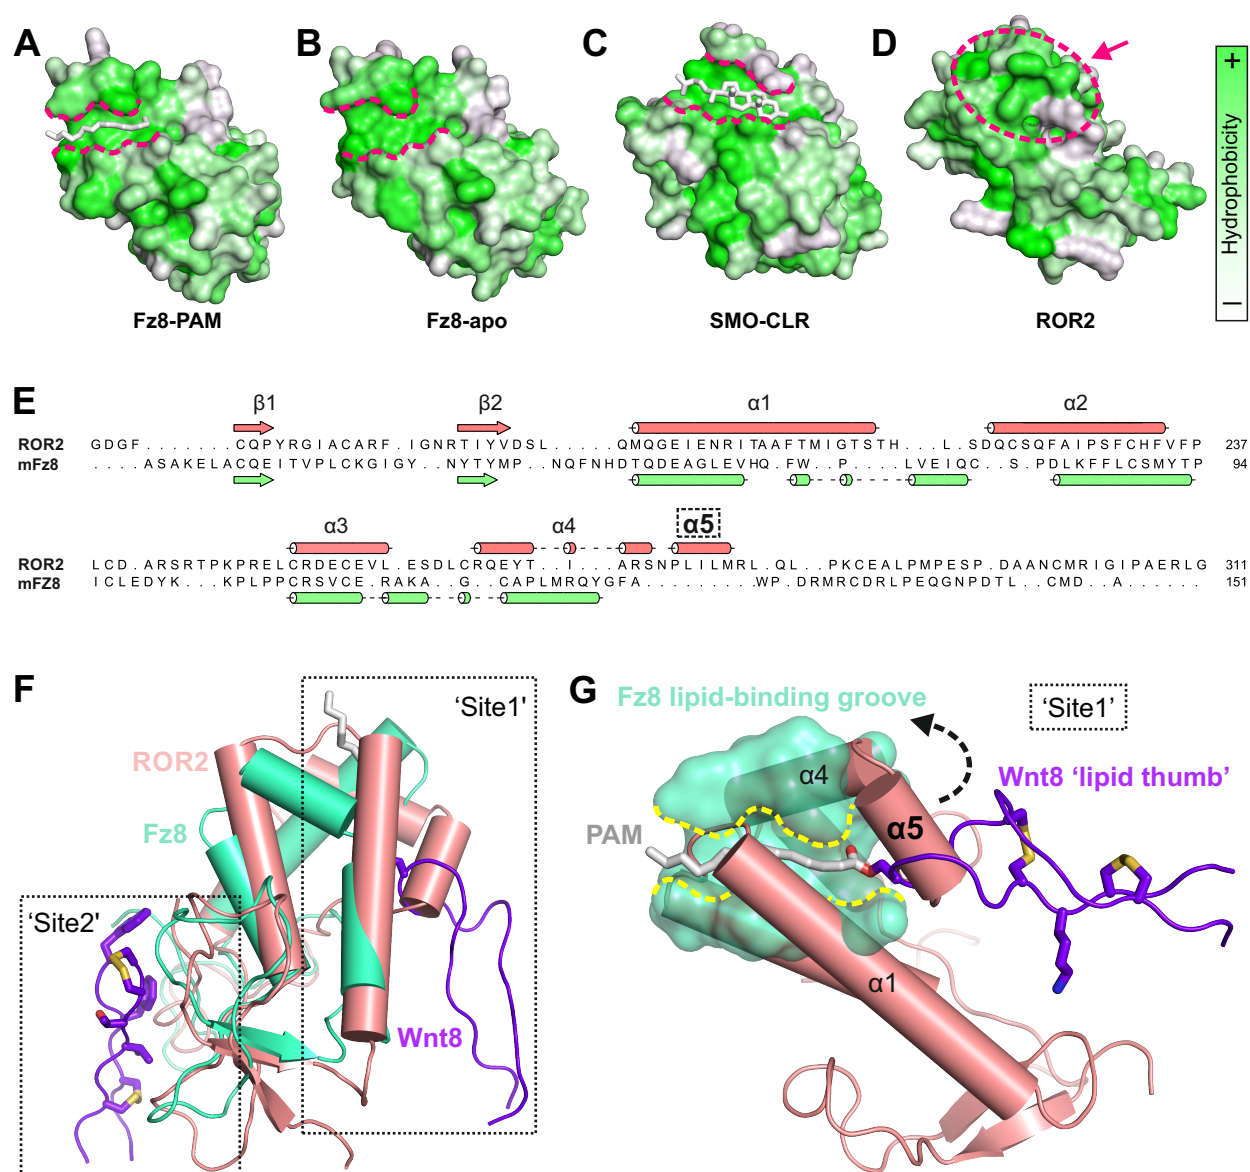 A
B
C
D
Fz8-PAM
Fz8-apo
SMO-CLR
ROR2
+
Hydrophobicity
–
E
β1
β2
α1
α2
ROR2 GDGF.......CQPYRGIACARF.IGNRTIYVDSL...QMQGEIENRITAAFTMIGTSTH...L.SDQCSQFAIPSFCHFVFP 237
mFz8 ....ASAKELACQEITVPLCKGIGY..NYTYMP..NQFNHDTQDEAGLEVHQ.FW..P....LVEIQC..S.PDLKFFLCSMYTP 94
α3
α4
α5
ROR2 LCD.ARSRTPKPRELCRDECEVL.ESDLCRQEYT..I...ARSNPLILMRL.QL..PKCEALPMPESP.DAANCMRIGIPAERLG 311
mFZ8 ICLEDYK...KPLPPCRSVCE.RAKA..G..CAPLMRQYGFA.........WP.DRMRCDRLPEQGNPDTL..CMD.A....... 151
F
'Site1'
ROR2
Fz8
'Site2'
Wnt8
G
Fz8 lipid-binding groove
'Site1'
α4
Wnt8 'lipid thumb'
PAM
α5
α1